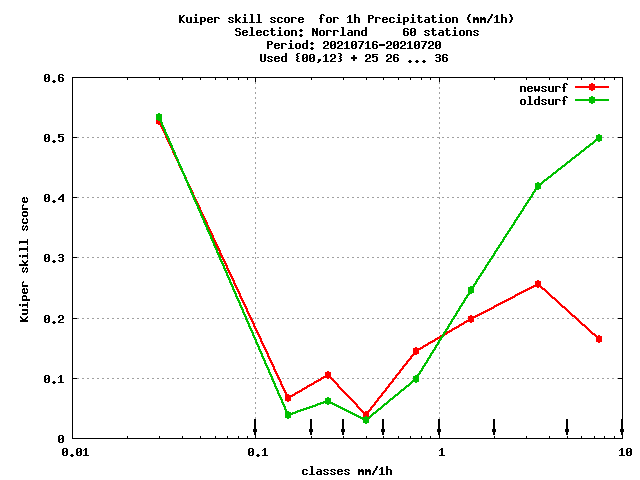 Kuiper skill score  for 1h Precipitation (mm/1h)
Selection: Norrland     60 stations
Period: 20210716-20210720
Used {00,12} + 25 26 ... 36
newsurf
oldsurf
0.6
0.5
0.4
0.3
0.2
0.1
0
Kuiper skill score
0.01
0.1
1
10
classes mm/1h